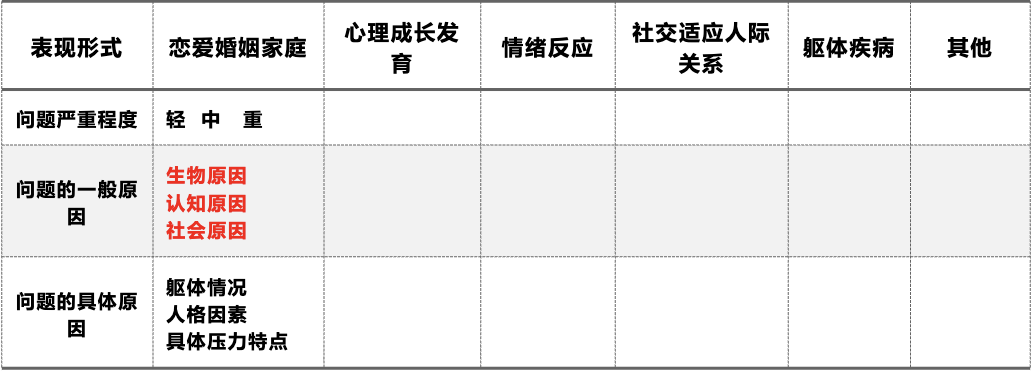 表现形式 恋爱婚姻家庭 心理成长发育 情绪反应 社交适应人际关系 躯体疾病 其他
问题严重程度 轻 中 重
问题的一般原因
生物原因
认知原因
社会原因
问题的具体原因
躯体情况
人格因素
具体压力特点